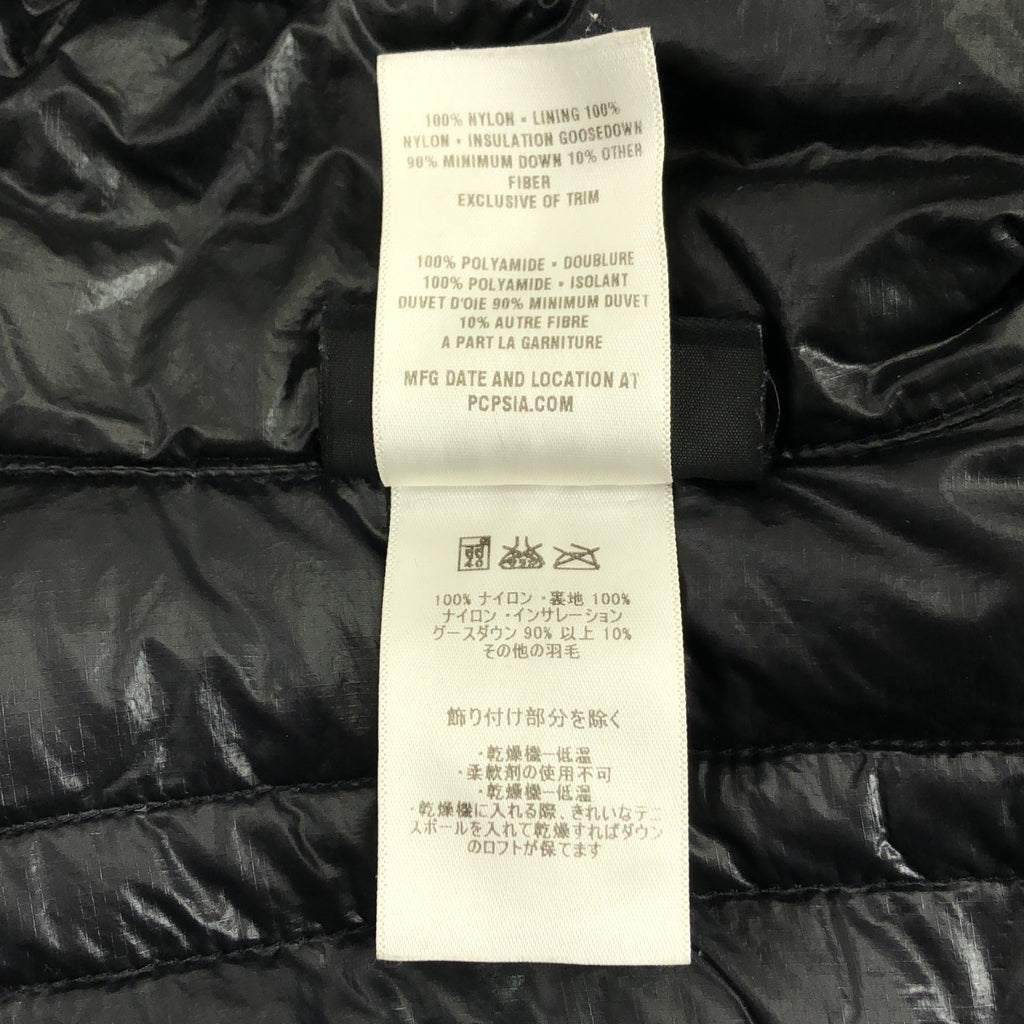 100% NYLON • LINING 100%
NYLON • INSULATION GOOSEDOWN
90% MINIMUM DOWN 10% OTHER
FIBER
EXCLUSIVE OF TRIM
100% POLYAMIDE • DOUBLURE
100% POLYAMIDE • ISOLANT
DUVET D'OIE 90% MINIMUM DUVET
10% AUTRE FIBRE
A PART LA GARNITURE
MFG DATE AND LOCATION AT
PCPSIA.COM
40
100% ナイロン・裏地 100%
ナイロン・インサレーション
グースダウン 90% 以上 10%
その他の羽毛
飾り付け部分を除く
・乾燥機ー低温
・柔軟剤の使用不可
・乾燥機ー低温
・乾燥機に入れる際、きれいなテニ
スボールを入れて乾燥すればダウン
のロフトが保てます